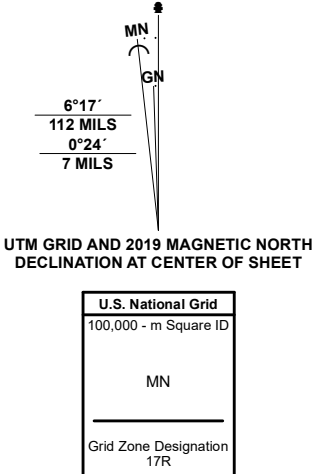 MN
GN
6°17´
112 MILS
0°24´
7 MILS
UTM GRID AND 2019 MAGNETIC NORTH
DECLINATION AT CENTER OF SHEET
U.S. National Grid
100,000 - m Square ID
MN
Grid Zone Designation
17R